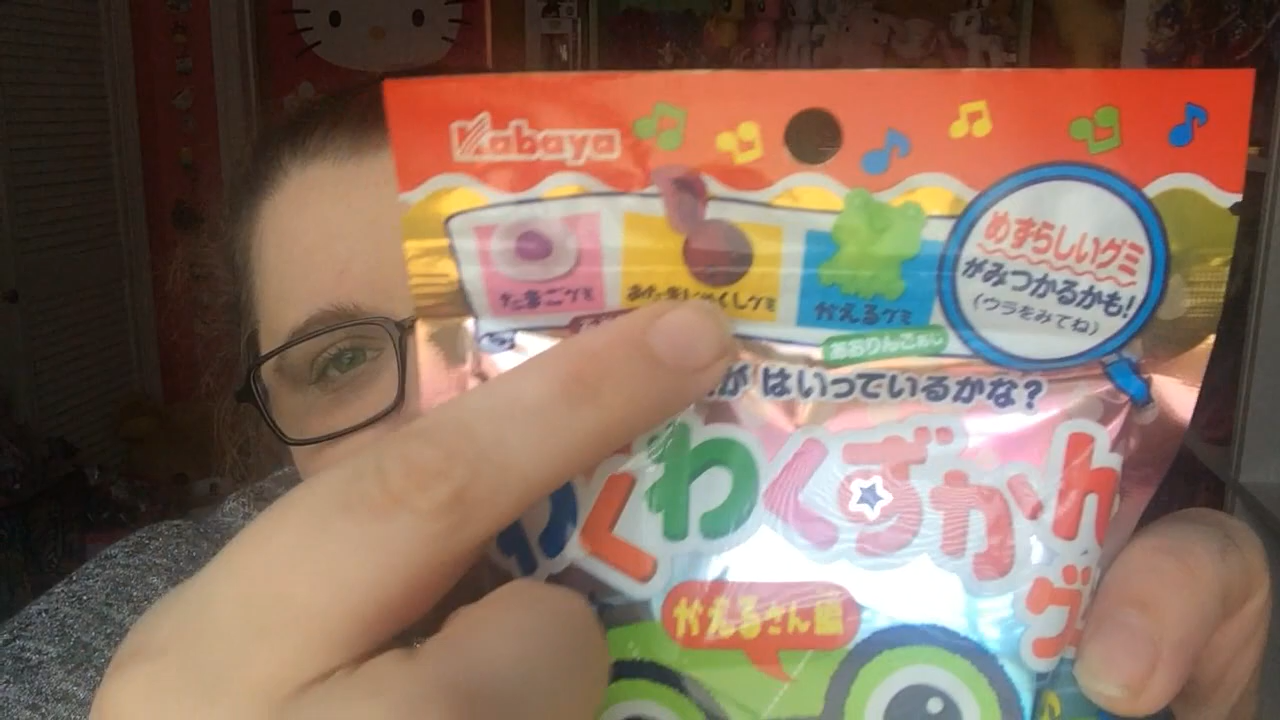 Kabaya
めずらしいグミ
がみつかるかも!
(ウラをみてね)
たまごグミ
かえるグミ
あおりんごあじ
が はいっているかな?
わくわくずかん
グ
かえるさん編